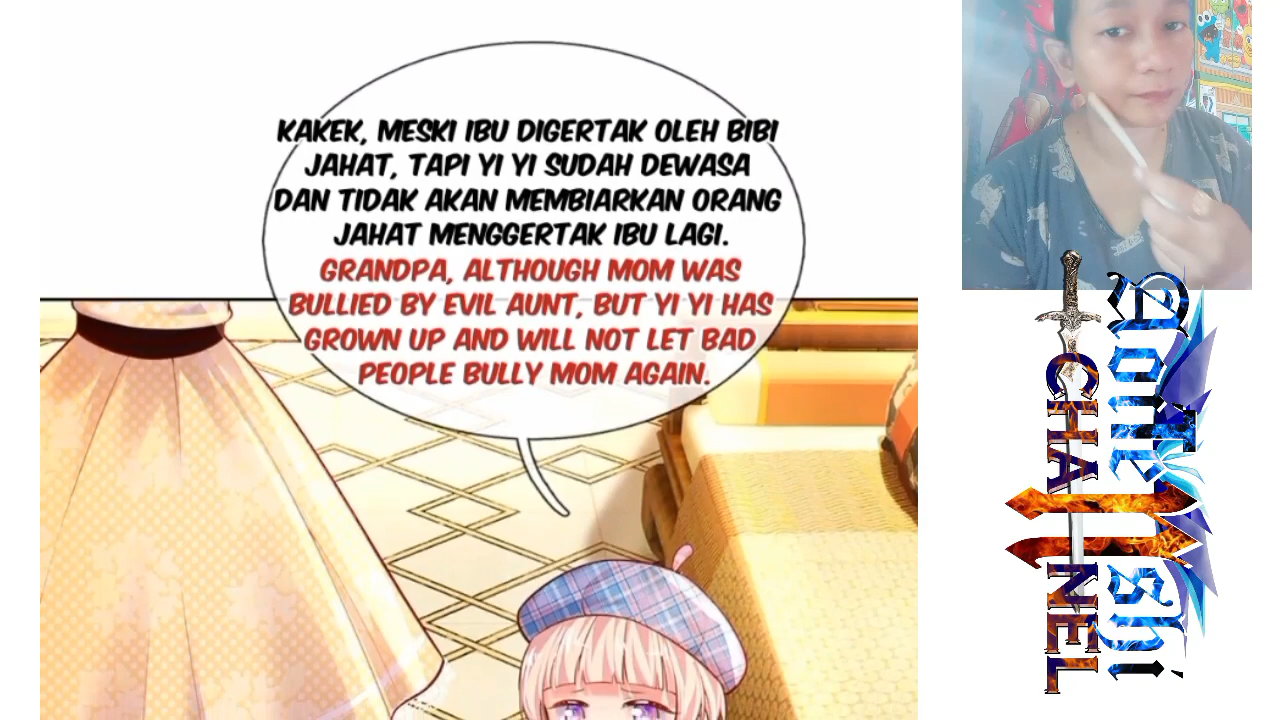 KAKEK, MESKI IBU DIGERTAK OLEH BIBI
JAHAT, TAPI YI YI SUDAH DEWASA
DAN TIDAK AKAN MEMBIARKAN ORANG
JAHAT MENGGERTAK IBU LAGI.
GRANDPA, ALTHOUGH MOM WAS
BULLIED BY EVIL AUNT, BUT YI YI HAS
GROWN UP AND WILL NOT LET BAD
PEOPLE BULLY MOM AGAIN.
CHANNEL